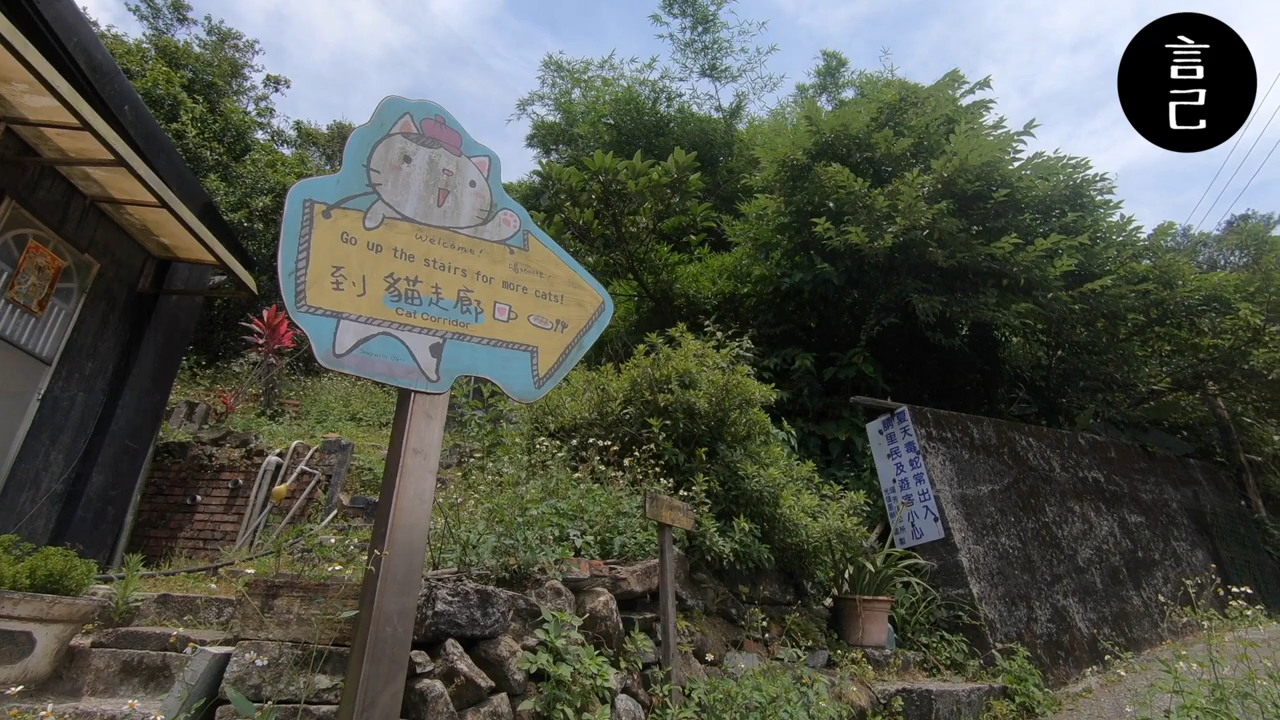 言己
Welcome!
Go up the stairs for more cats!
到 貓走廊
Cat Corridor
夏天毒蛇常出入
請里民及遊客小心